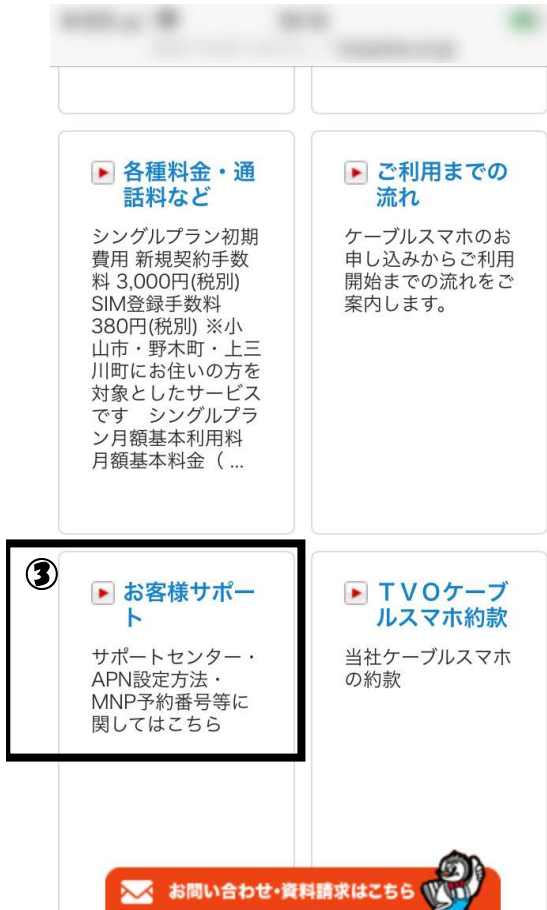 各種料金・通
話料など
シングルプラン初期
費用 新規契約手数
料 3,000円(税別)
SIM登録手数料
380円(税別) ※小
山市・野木町・上三
川町にお住いの方を
対象としたサービス
です　シングルプラ
ン月額基本利用料
月額基本料金（ ...
ご利用までの
流れ
ケーブルスマホのお
申し込みからご利用
開始までの流れをご
案内します。
③
お客様サポー
ト
サポートセンター・
APN設定方法・
MNP予約番号等に
関してはこちら
ＴＶＯケーブ
ルスマホ約款
当社ケーブルスマホ
の約款
お問い合わせ・資料請求はこちら